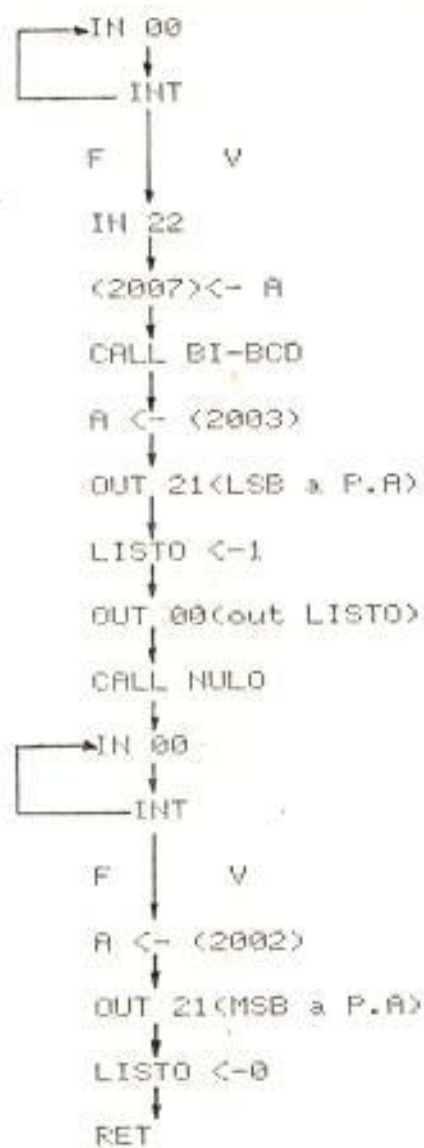 IN 00
INT
F V
IN 22
(2007)<- A
CALL BI-BCD
A <- (2003)
OUT 21(LSB a P.A)
LISTO <-1
OUT 00(out LISTO)
CALL NULO
IN 00
INT
F V
A <- (2002)
OUT 21(MSB a P.A)
LISTO <-0
RET